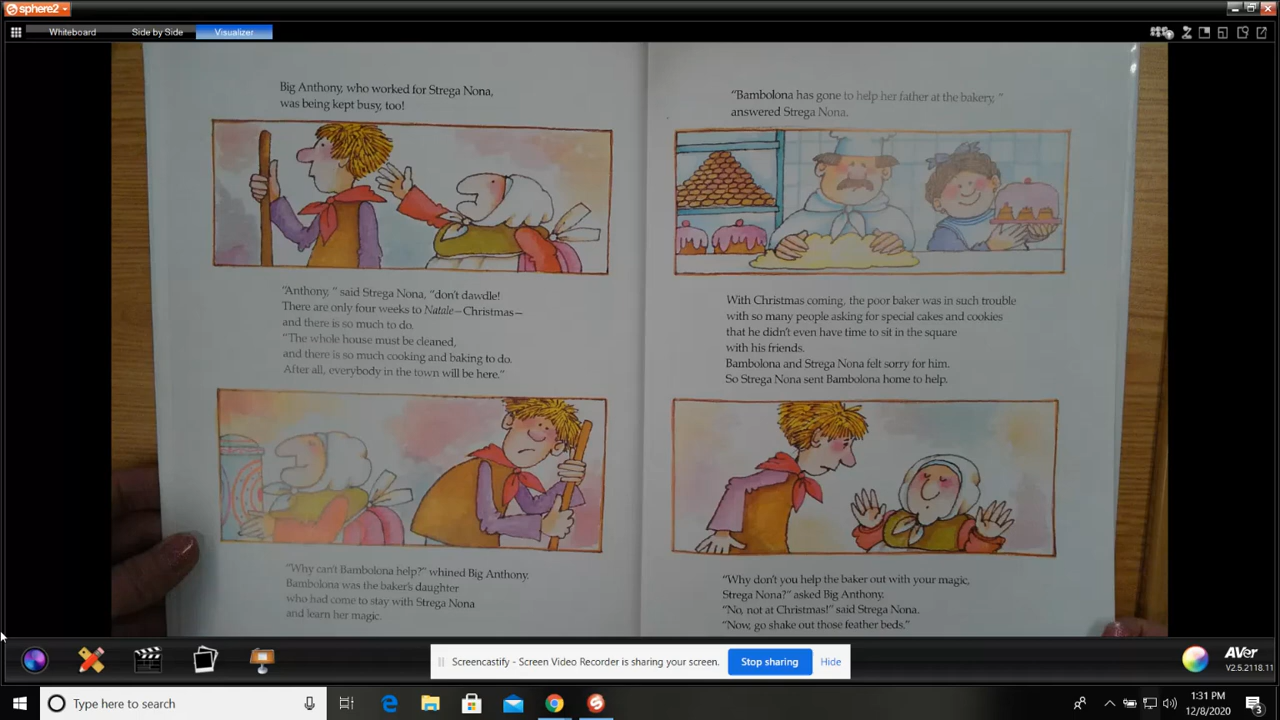 sphere2
Whiteboard
Side by Side
Visualizer
Big Anthony, who worked for Strega Nona,
was being kept busy, too!
"Anthony, " said Strega Nona, "don't dawdle!
There are only four weeks to Natale—Christmas—
and there is so much to do.
"The whole house must be cleaned,
and there is so much cooking and baking to do.
After all, everybody in the town will be here."
"Why can't Bambolona help?" whined Big Anthony.
Bambolona was the baker's daughter
who had come to stay with Strega Nona
and learn her magic.
"Bambolona has gone to help her father at the bakery, "
answered Strega Nona.
With Christmas coming, the poor baker was in such trouble
with so many people asking for special cakes and cookies
that he didn't even have time to sit in the square
with his friends.
Bambolona and Strega Nona felt sorry for him.
So Strega Nona sent Bambolona home to help.
"Why don't you help the baker out with your magic,
Strega Nona?" asked Big Anthony.
"No, not at Christmas!" said Strega Nona.
"Now, go shake out those feather beds."
Screencastify - Screen Video Recorder is sharing your screen.
Stop sharing
Hide
AVer
V2.5.2118.11
Type here to search
1:31 PM
12/8/2020
3